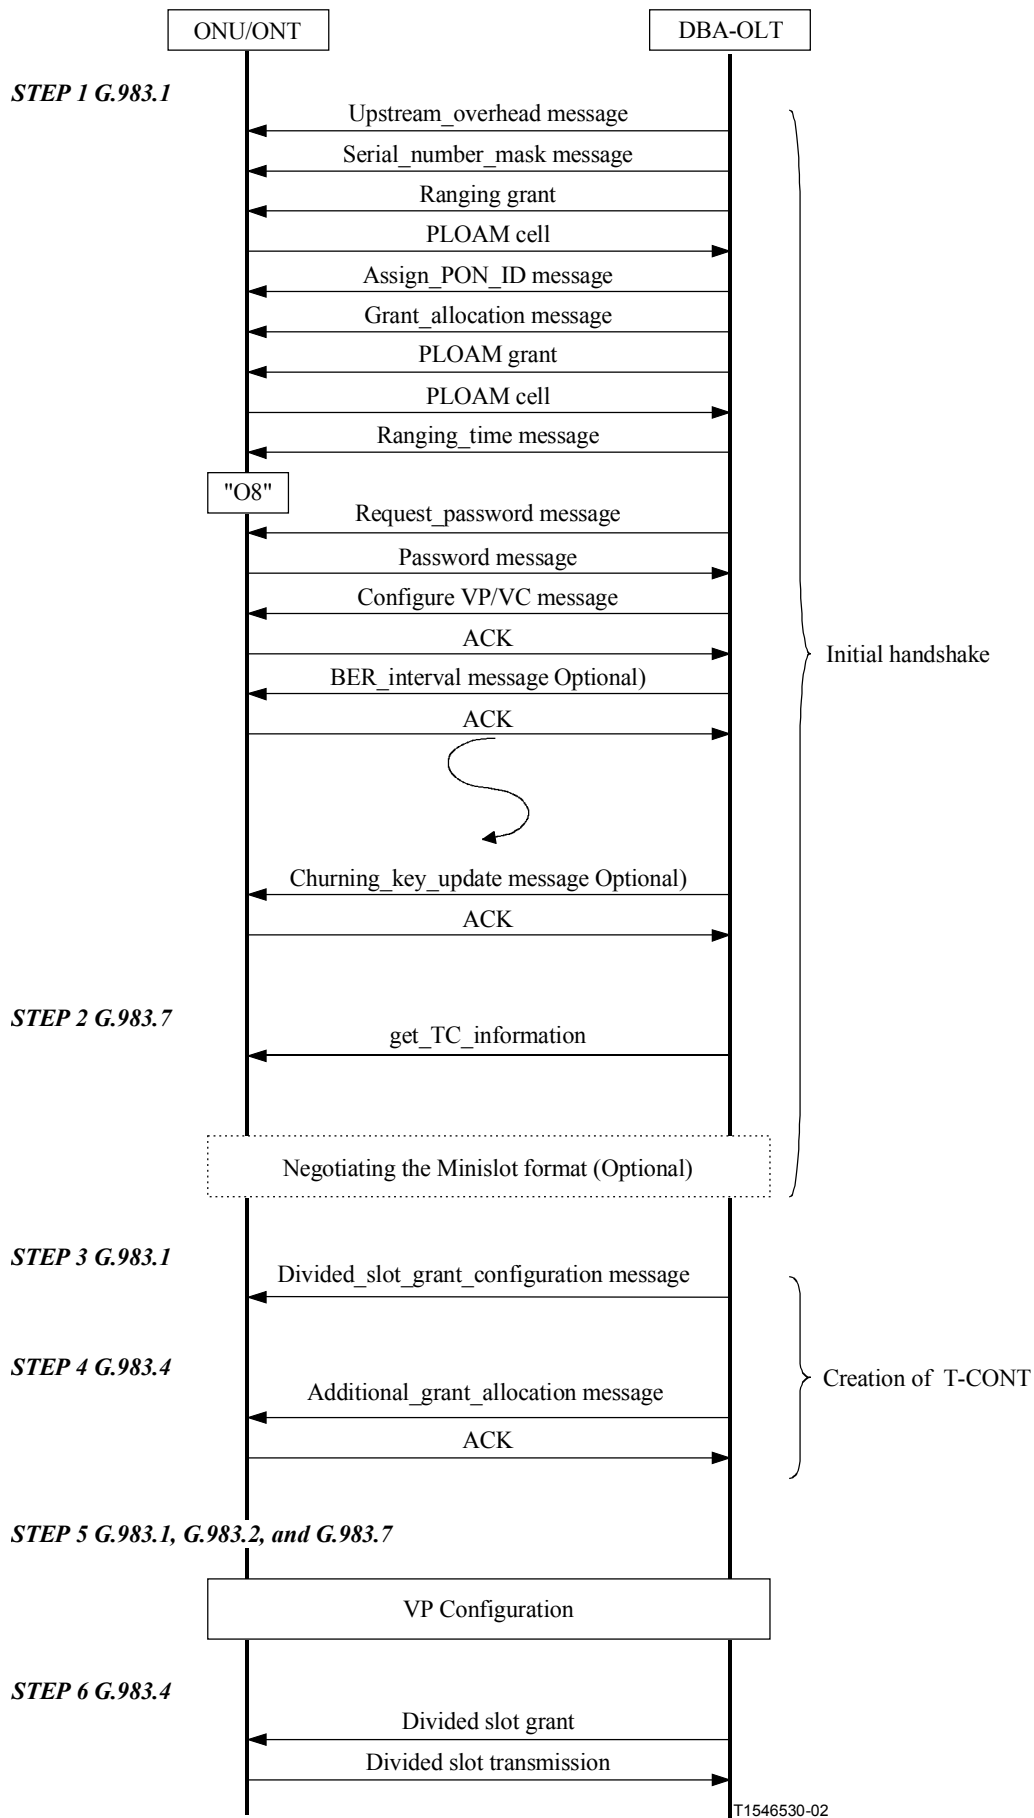 ONU/ONT
DBA-OLT
STEP 1 G.983.1
Upstream_overhead message
Serial_number_mask message
Ranging grant
PLOAM cell
Assign_PON_ID message
Grant_allocation message
PLOAM grant
PLOAM cell
Ranging_time message
"O8"
Request_password message
Password message
Configure VP/VC message
ACK
Initial handshake
BER_interval message Optional)
ACK
Churning_key_update message Optional)
ACK
STEP 2 G.983.7
get_TC_information
Negotiating the Minislot format (Optional)
STEP 3 G.983.1
Divided_slot_grant_configuration message
STEP 4 G.983.4
Creation of T-CONT
Additional_grant_allocation message
ACK
STEP 5 G.983.1, G.983.2, and G.983.7
VP Configuration
STEP 6 G.983.4
Divided slot grant
Divided slot transmission
T1546530-02